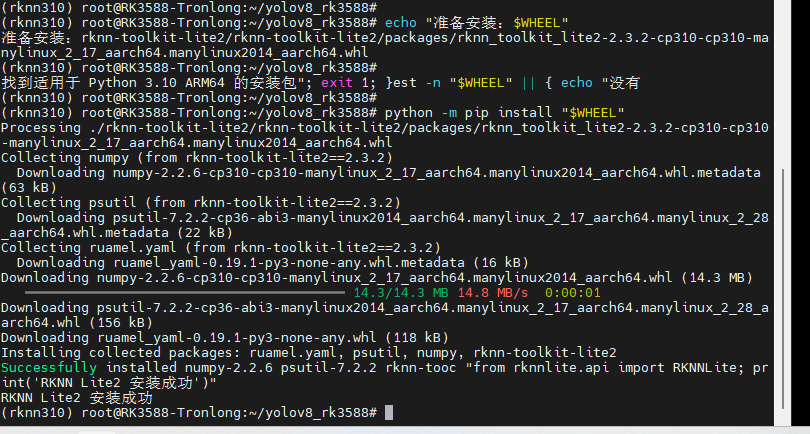 (rknn310) root@RK3588-Tronlong:~/yolov8_rk3588#
(rknn310) root@RK3588-Tronlong:~/yolov8_rk3588# echo "准备安装：$WHEEL"
准备安装：rknn-toolkit-lite2/rknn-toolkit-lite2/packages/rknn_toolkit_lite2-2.3.2-cp310-cp310-ma
nylinux_2_17_aarch64.manylinux2014_aarch64.whl
(rknn310) root@RK3588-Tronlong:~/yolov8_rk3588#
找到适用于 Python 3.10 ARM64 的安装包"; exit 1; }est -n "$WHEEL" || { echo "没有
(rknn310) root@RK3588-Tronlong:~/yolov8_rk3588#
(rknn310) root@RK3588-Tronlong:~/yolov8_rk3588# python -m pip install "$WHEEL"
Processing ./rknn-toolkit-lite2/rknn-toolkit-lite2/packages/rknn_toolkit_lite2-2.3.2-cp310-cp310
-manylinux_2_17_aarch64.manylinux2014_aarch64.whl
Collecting numpy (from rknn-toolkit-lite2==2.3.2)
  Downloading numpy-2.2.6-cp310-cp310-manylinux_2_17_aarch64.manylinux2014_aarch64.whl.metadata
(63 kB)
Collecting psutil (from rknn-toolkit-lite2==2.3.2)
  Downloading psutil-7.2.2-cp36-abi3-manylinux2014_aarch64.manylinux_2_17_aarch64.manylinux_2_28
_aarch64.whl.metadata (22 kB)
Collecting ruamel.yaml (from rknn-toolkit-lite2==2.3.2)
  Downloading ruamel_yaml-0.19.1-py3-none-any.whl.metadata (16 kB)
Downloading numpy-2.2.6-cp310-cp310-manylinux_2_17_aarch64.manylinux2014_aarch64.whl (14.3 MB)
14.3/14.3 MB 14.8 MB/s  0:00:01
Downloading psutil-7.2.2-cp36-abi3-manylinux2014_aarch64.manylinux_2_17_aarch64.manylinux_2_28_a
arch64.whl (156 kB)
Downloading ruamel_yaml-0.19.1-py3-none-any.whl (118 kB)
Installing collected packages: ruamel.yaml, psutil, numpy, rknn-toolkit-lite2
Successfully installed numpy-2.2.6 psutil-7.2.2 rknn-tooc "from rknnlite.api import RKNNLite; pr
int('RKNN Lite2 安装成功')"
RKNN Lite2 安装成功
(rknn310) root@RK3588-Tronlong:~/yolov8_rk3588#